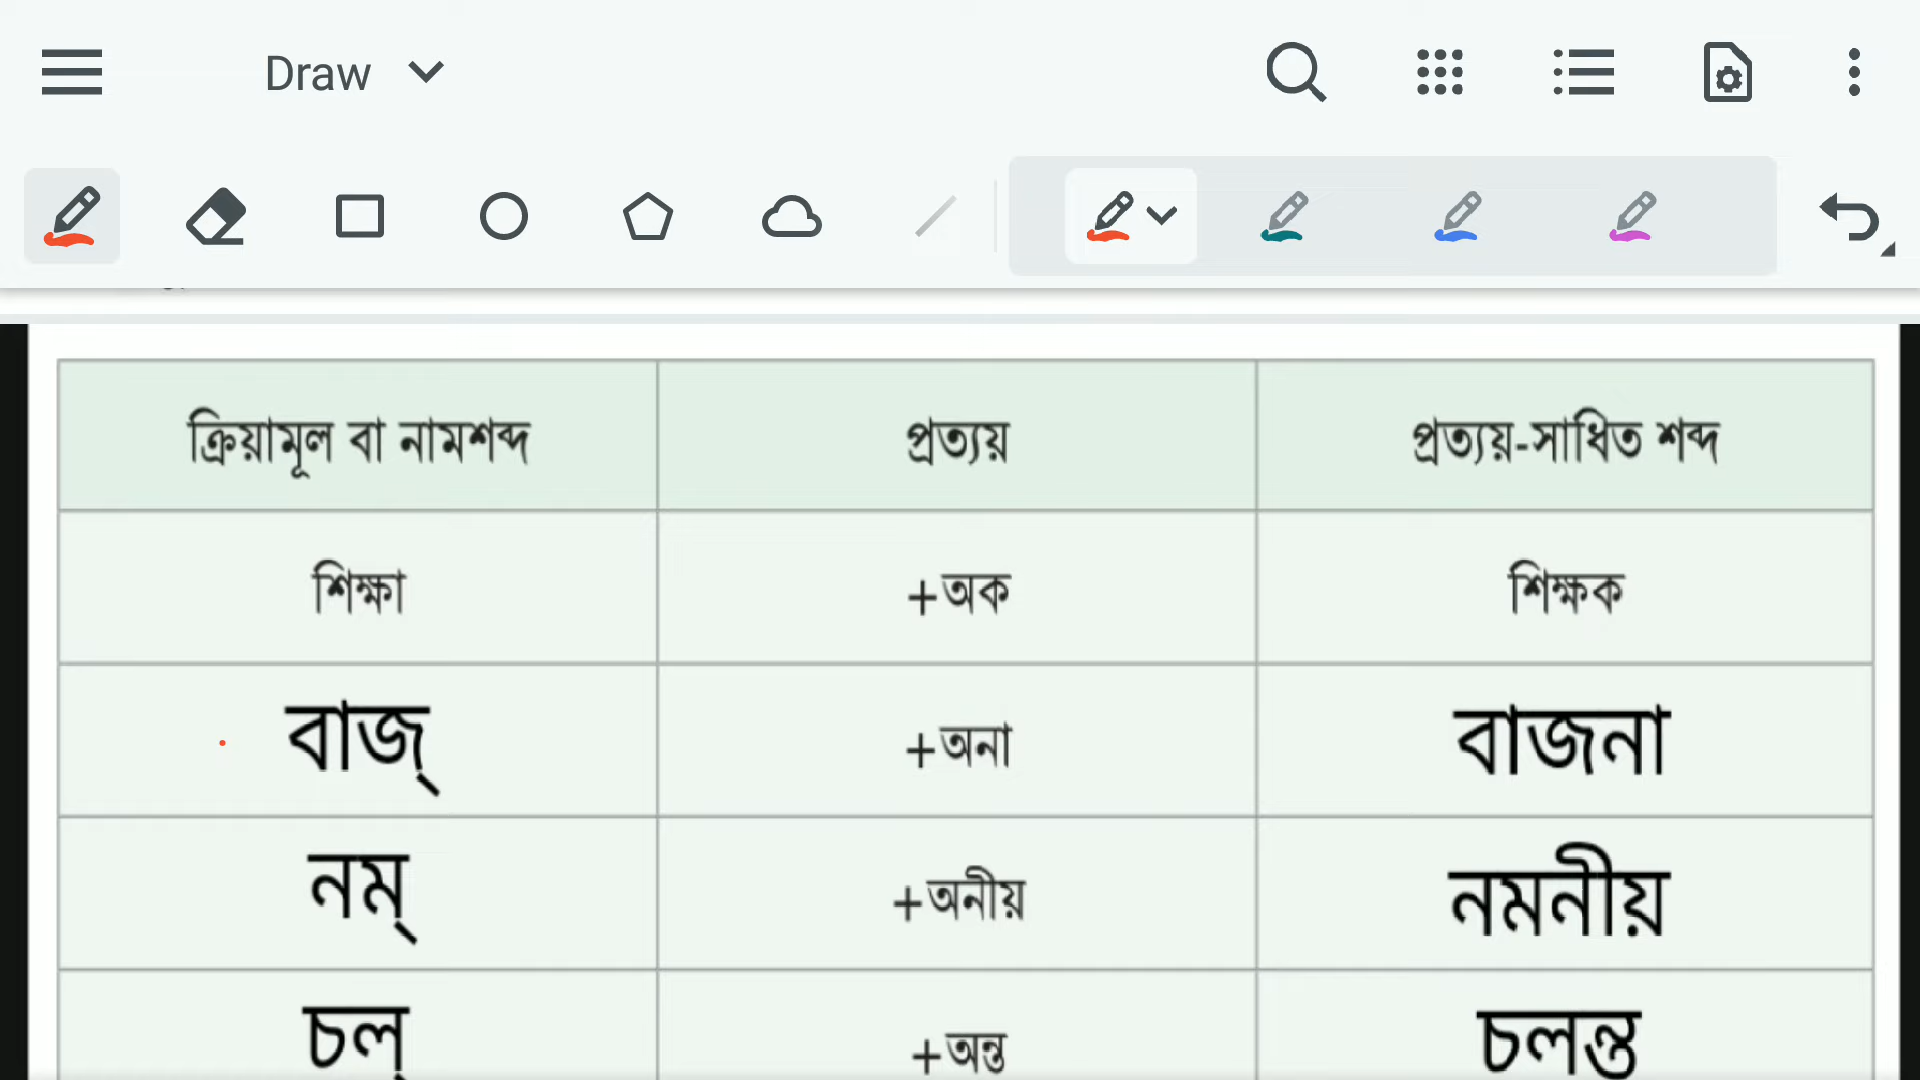 Draw
ক্রিয়ামূল বা নামশব্দ প্রত্যয় প্রত্যয়-সাধিত শব্দ
শিক্ষা +অক শিক্ষক
বাজ্ +অনা বাজনা
নম্ +অনীয় নমনীয়
চল্ +অন্ত চলন্ত